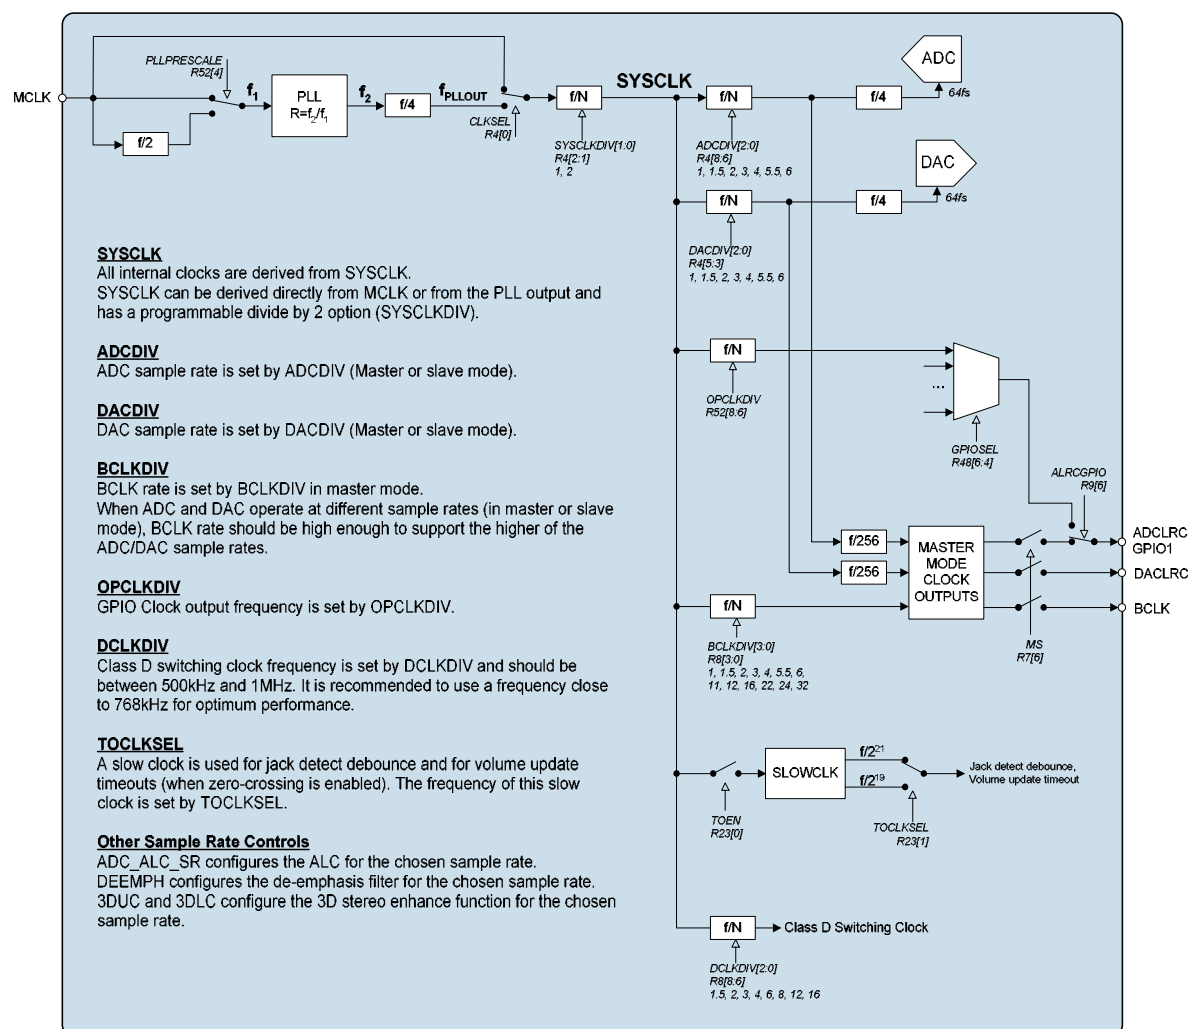 MCLK
PLLPRESCALE
R52[4]
f/2
f1
PLL
R=f2/f1
f2
f/4
fPLLOUT
CLKSEL
R4[0]
f/N
SYSCLKDIV[1:0]
R4[2:1]
1, 2
SYSCLK
f/N
ADCDIV[2:0]
R4[8:6]
1, 1.5, 2, 3, 4, 5.5, 6
f/4
ADC
64fs
f/N
DACDIV[2:0]
R4[5:3]
1, 1.5, 2, 3, 4, 5.5, 6
f/4
DAC
64fs
SYSCLK
All internal clocks are derived from SYSCLK.
SYSCLK can be derived directly from MCLK or from the PLL output and
has a programmable divide by 2 option (SYSCLKDIV).
ADCDIV
ADC sample rate is set by ADCDIV (Master or slave mode).
DACDIV
DAC sample rate is set by DACDIV (Master or slave mode).
BCLKDIV
BCLK rate is set by BCLKDIV in master mode.
When ADC and DAC operate at different sample rates (in master or slave
mode), BCLK rate should be high enough to support the higher of the
ADC/DAC sample rates.
OPCLKDIV
GPIO Clock output frequency is set by OPCLKDIV.
DCLKDIV
Class D switching clock frequency is set by DCLKDIV and should be
between 500kHz and 1MHz. It is recommended to use a frequency close
to 768kHz for optimum performance.
TOCLKSEL
A slow clock is used for jack detect debounce and for volume update
timeouts (when zero-crossing is enabled). The frequency of this slow
clock is set by TOCLKSEL.
Other Sample Rate Controls
ADC_ALC_SR configures the ALC for the chosen sample rate.
DEEMPH configures the de-emphasis filter for the chosen sample rate.
3DUC and 3DLC configure the 3D stereo enhance function for the chosen
sample rate.
f/N
OPCLKDIV
R52[8:6]
...
GPIOSEL
R48[6:4]
ALRCGPIO
R9[6]
f/256
f/256
MASTER
MODE
CLOCK
OUTPUTS
ADCLRC
GPIO1
DACLRC
BCLK
f/N
BCLKDIV[3:0]
R8[3:0]
1, 1.5, 2, 3, 4, 5.5, 6,
11, 12, 16, 22, 24, 32
MS
R7[6]
TOEN
R23[0]
SLOWCLK
f/2^21
f/2^19
TOCLKSEL
R23[1]
Jack detect debounce,
Volume update timeout
f/N
Class D Switching Clock
DCLKDIV[2:0]
R8[8:6]
1.5, 2, 3, 4, 6, 8, 12, 16